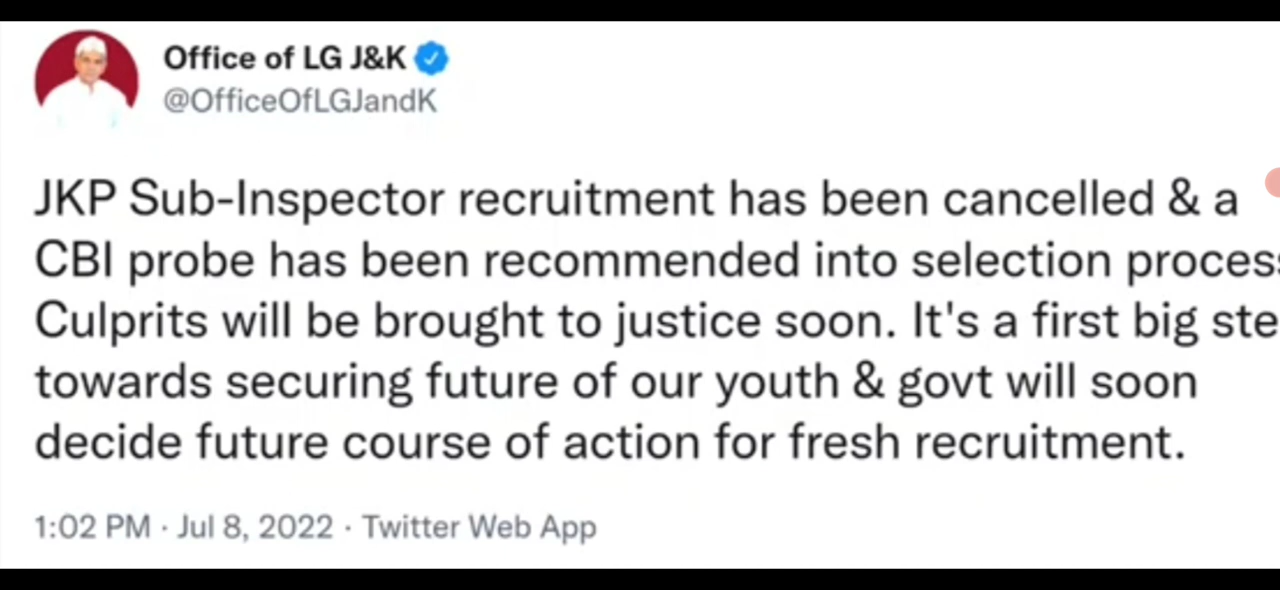 Office of LG J&K
@OfficeOfLGJandK
JKP Sub-Inspector recruitment has been cancelled & a
CBI probe has been recommended into selection proces
Culprits will be brought to justice soon. It's a first big ste
towards securing future of our youth & govt will soon
decide future course of action for fresh recruitment.
1:02 PM · Jul 8, 2022 · Twitter Web App